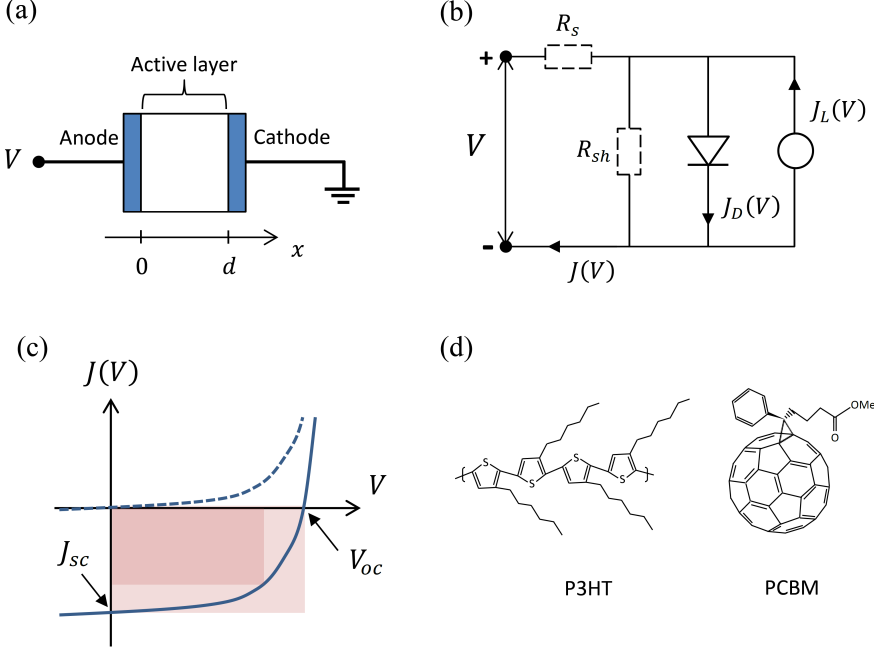 (a)
Active layer
Anode
Cathode
V
0
d
x
(b)
R_s
+
V
R_sh
J_L(V)
J_D(V)
-
J(V)
(c)
J(V)
V
J_sc
V_oc
(d)
S
S
S
S
OMe
O
P3HT
PCBM